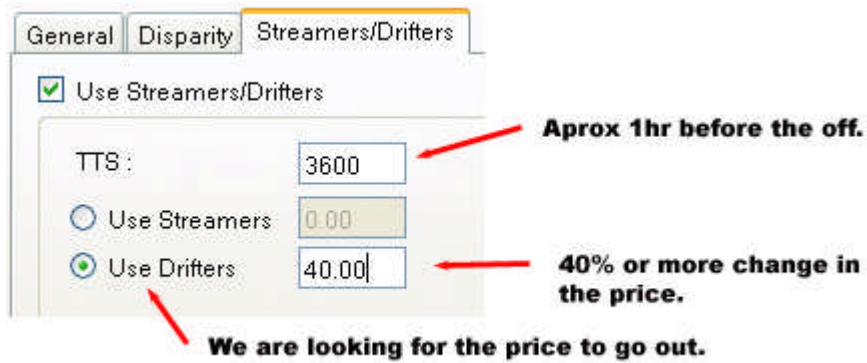 General Disparity Streamers/Drifters
Use Streamers/Drifters
Aprox 1hr before the off.
TTS : 3600
Use Streamers 0.00
Use Drifters 40.00
40% or more change in
the price.
We are looking for the price to go out.